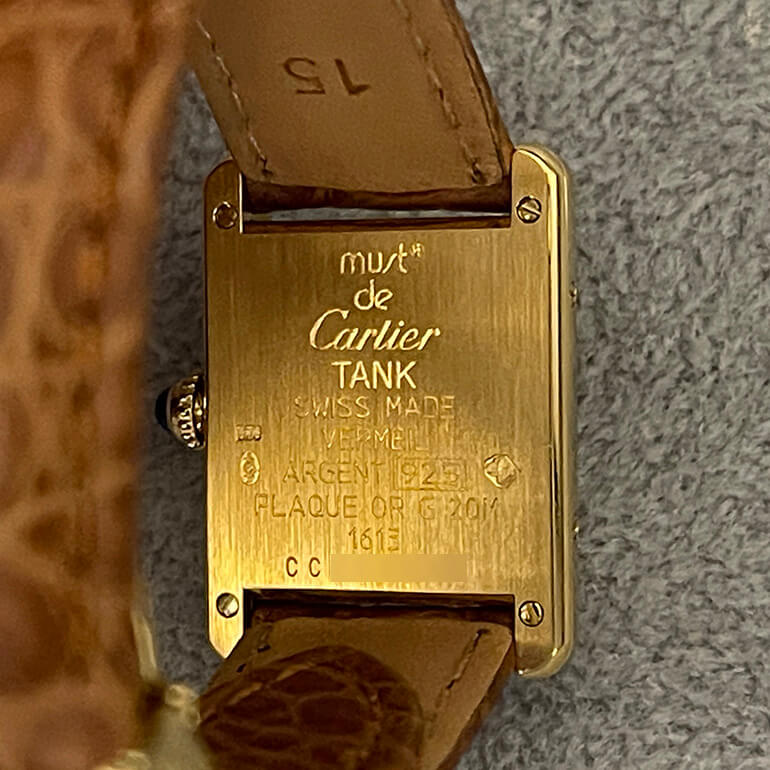 15
must
de
Cartier
TANK
SWISS MADE
VERMEIL
ARGENT 925
PLAQUE OR G 20M
1613
CC